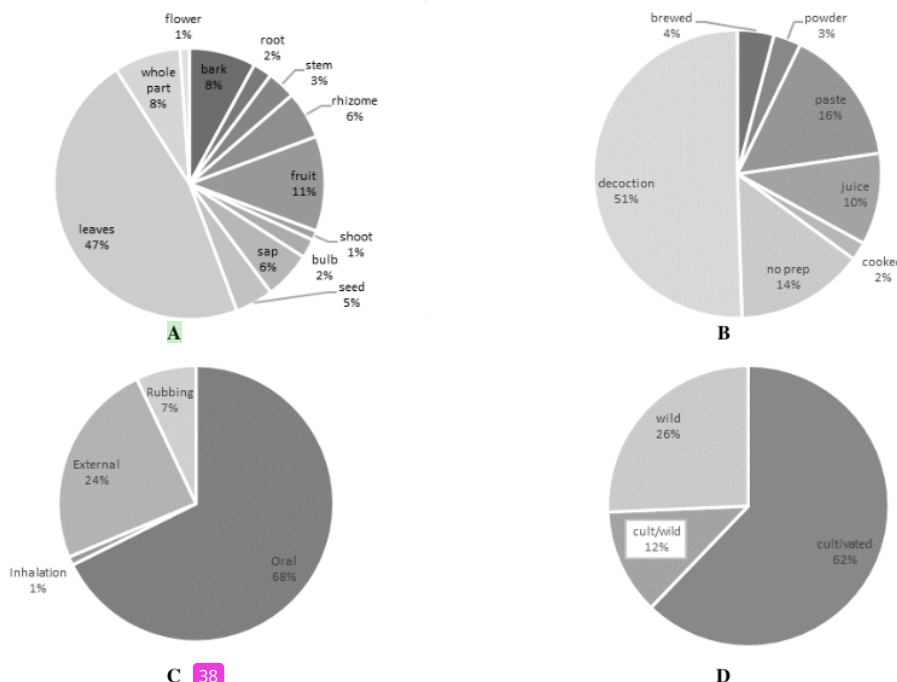 flower
1%
whole
part
8%
bark
8%
root
2%
stem
3%
rhizome
6%
fruit
11%
shoot
1%
bulb
2%
sap
6%
seed
5%
leaves
47%
A
brewed
4%
powder
3%
paste
16%
juice
10%
cooked
2%
no prep
14%
decoction
51%
B
Rubbing
7%
External
24%
Inhalation
1%
Oral
68%
C 38
wild
26%
cult/wild
12%
cultivated
62%
D